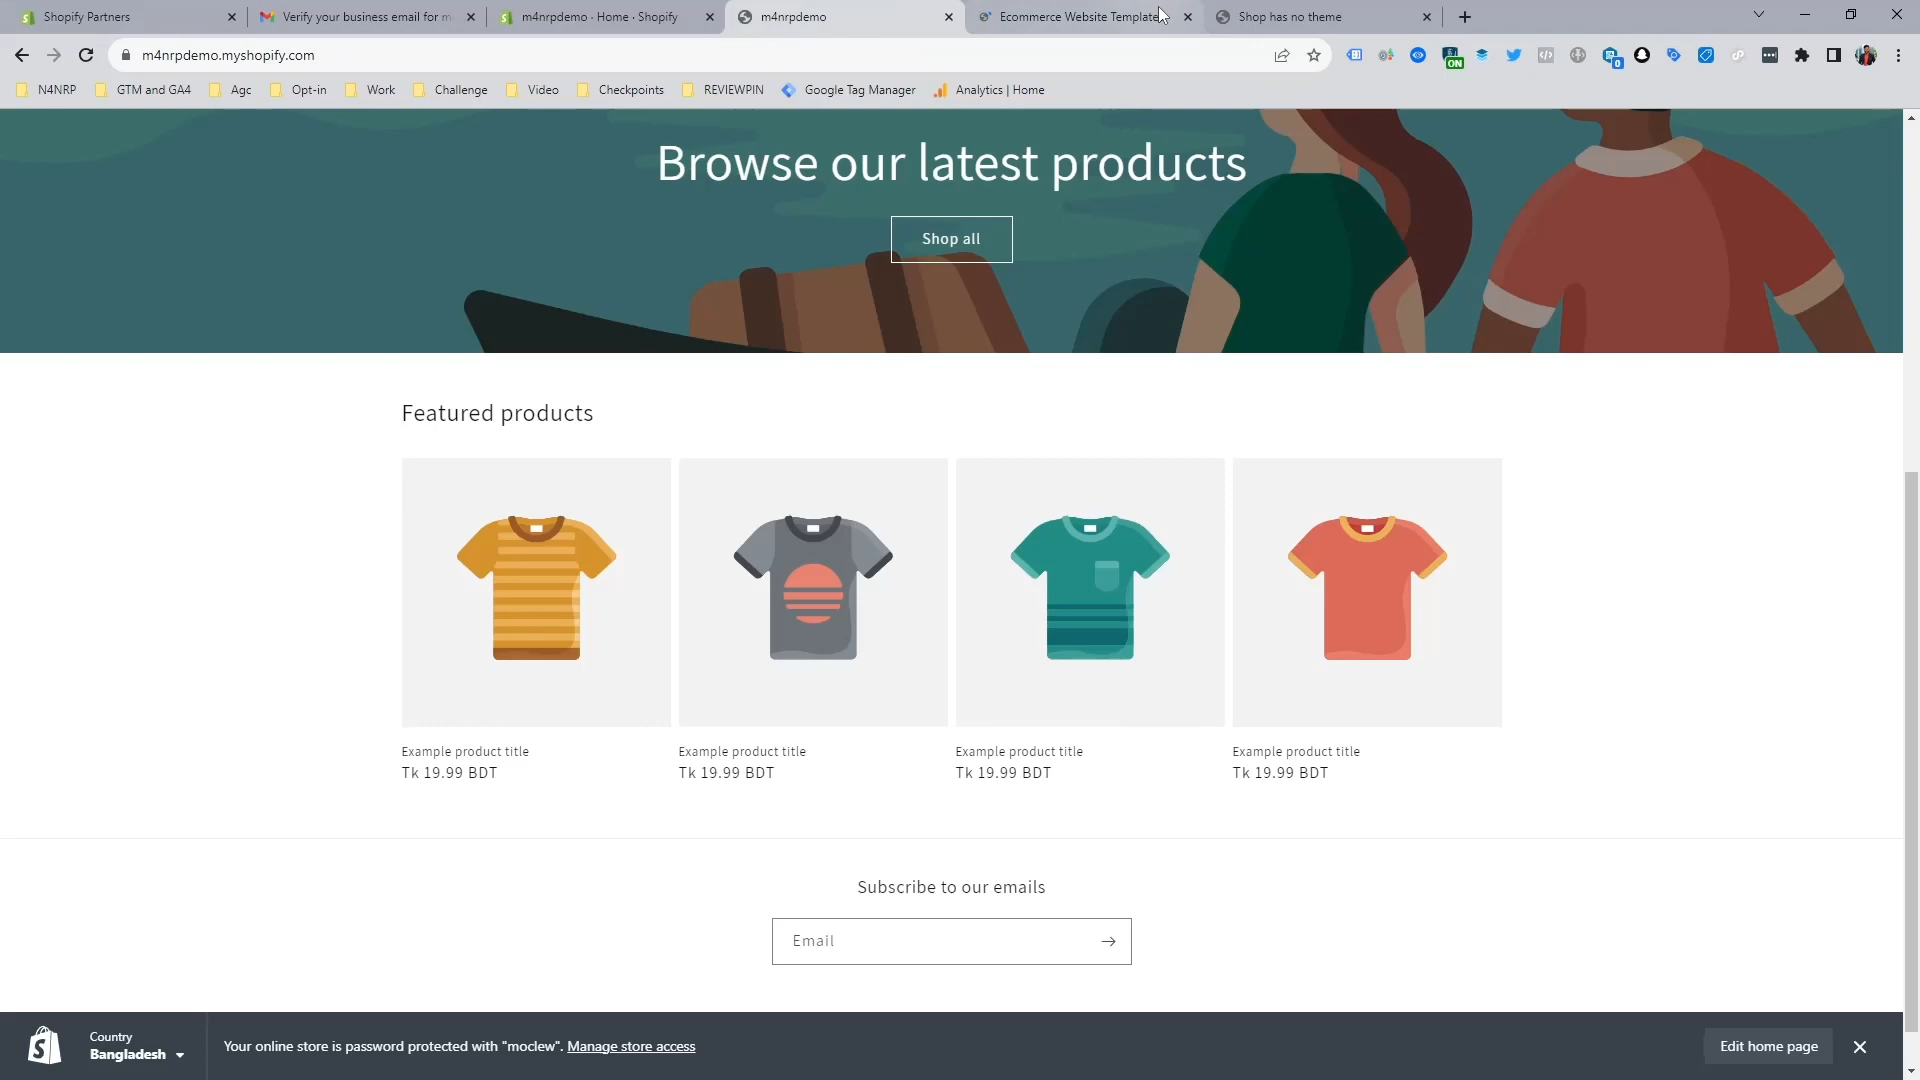 Shopify Partners
Verify your business email for m
m4nrpdemo · Home · Shopify
m4nrpdemo
Ecommerce Website Template
Shop has no theme
m4nrpdemo.myshopify.com
ON
0
N4NRP
GTM and GA4
Agc
Opt-in
Work
Challenge
Video
Checkpoints
REVIEWPIN
Google Tag Manager
Analytics | Home
Browse our latest products
Shop all
Featured products
Example product title
Tk 19.99 BDT
Example product title
Tk 19.99 BDT
Example product title
Tk 19.99 BDT
Example product title
Tk 19.99 BDT
Subscribe to our emails
Email
Country
Bangladesh
Your online store is password protected with "moclew". Manage store access
Edit home page